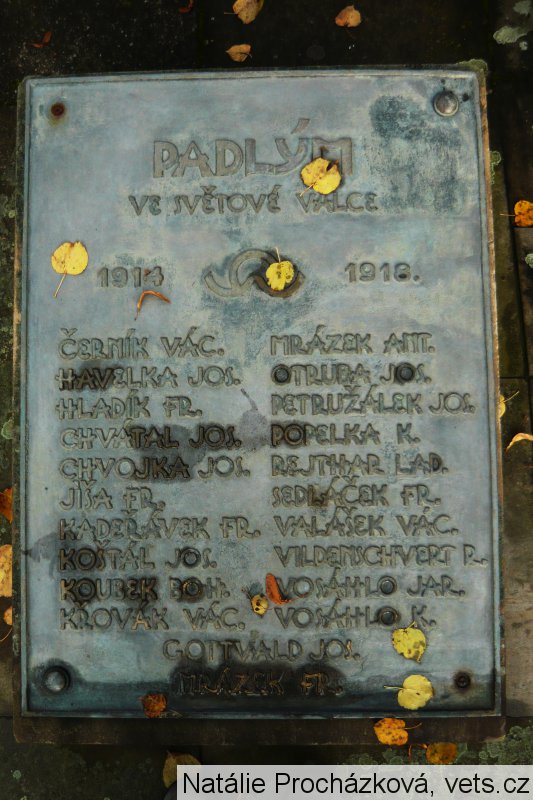 PADLÝM
VE SVĚTOVÉ VÁLCE
1914 1918.
ČERNÍK VÁC.
HAVELKA JOS.
HLADÍK FR.
CHVÁTAL JOS.
CHVOJKA JOS.
JÍŠA FR.
KADEŘÁVEK FR.
KOŠŤÁL JOS.
KOUBEK BOH.
KŘOVÁK VÁC.
MRÁZEK ANT.
OTRUBA JOS.
PETRUŽÁLEK JOS.
POPELKA K.
REJTHAR LAD.
SEDLÁČEK FR.
VALÁŠEK VÁC.
VILDENSCHVERT R.
VOSÁHLO JAR.
VOSÁHLO K.
GOTTVALD JOS.
MRÁZEK FR.
Natálie Procházková, vets.cz